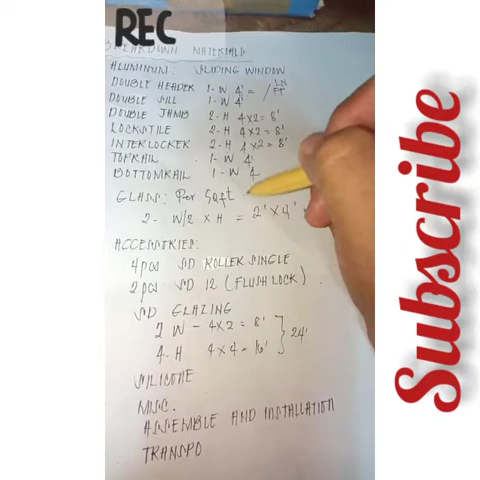 REC
BREAKDOWN MATERIALS
ALUMINUM: SLIDING WINDOW
DOUBLE HEADER 1-W 4' = / LN FT
DOUBLE SILL 1-W 4'
DOUBLE JAMB 2-H 4x2 = 8'
LOCKSTILE 2-H 4x2 = 8'
INTERLOCKER 2-H 4x2 = 8'
TOPRAIL 1-W 4'
BOTTOMRAIL 1-W 4
GLASS: Per Sqft
2- W/2 x H = 2' x 4'
ACCESSORIES:
4pcs SD ROLLER SINGLE
2pcs SD 12 (FLUSH LOCK).
SD GLAZING
2 W - 4x2 = 8'
4-H 4x4 = 16' } 24'
SILICONE
MISC.
ASSEMBLE AND INSTALLATION
TRANSPO
Subscribe